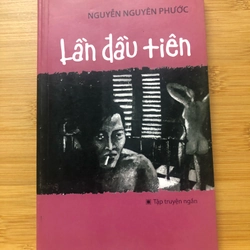 NGUYỄN NGUYÊN PHƯỚC
Lần đầu tiên
Tập truyện ngắn